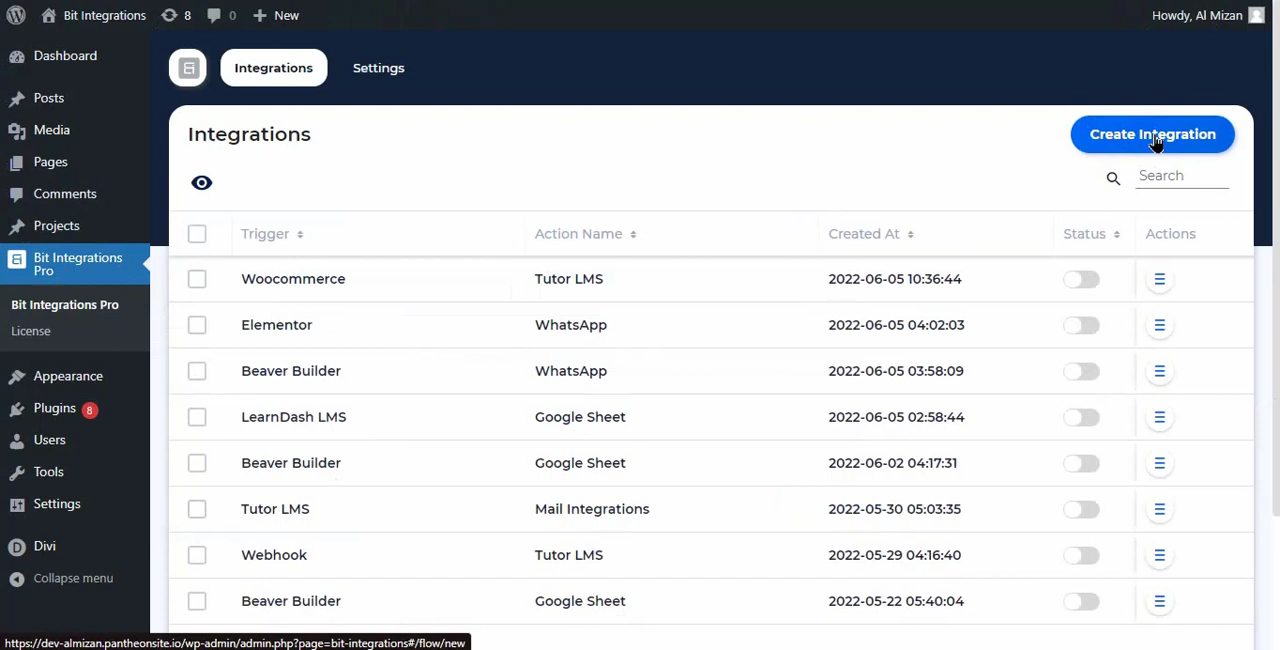 Bit Integrations 8 0 New Howdy, Al Mizan
Dashboard
Posts
Media
Pages
Comments
Projects
Bit Integrations
Pro
Bit Integrations Pro
License
Appearance
Plugins 8
Users
Tools
Settings
Divi
Collapse menu
Integrations Settings
Integrations Create Integration
Search
Trigger Action Name Created At Status Actions
Woocommerce Tutor LMS 2022-06-05 10:36:44
Elementor WhatsApp 2022-06-05 04:02:03
Beaver Builder WhatsApp 2022-06-05 03:58:09
LearnDash LMS Google Sheet 2022-06-05 02:58:44
Beaver Builder Google Sheet 2022-06-02 04:17:31
Tutor LMS Mail Integrations 2022-05-30 05:03:35
Webhook Tutor LMS 2022-05-29 04:16:40
Beaver Builder Google Sheet 2022-05-22 05:40:04
https://dev-almizan.pantheonsite.io/wp-admin/admin.php?page=bit-integrations#/flow/new